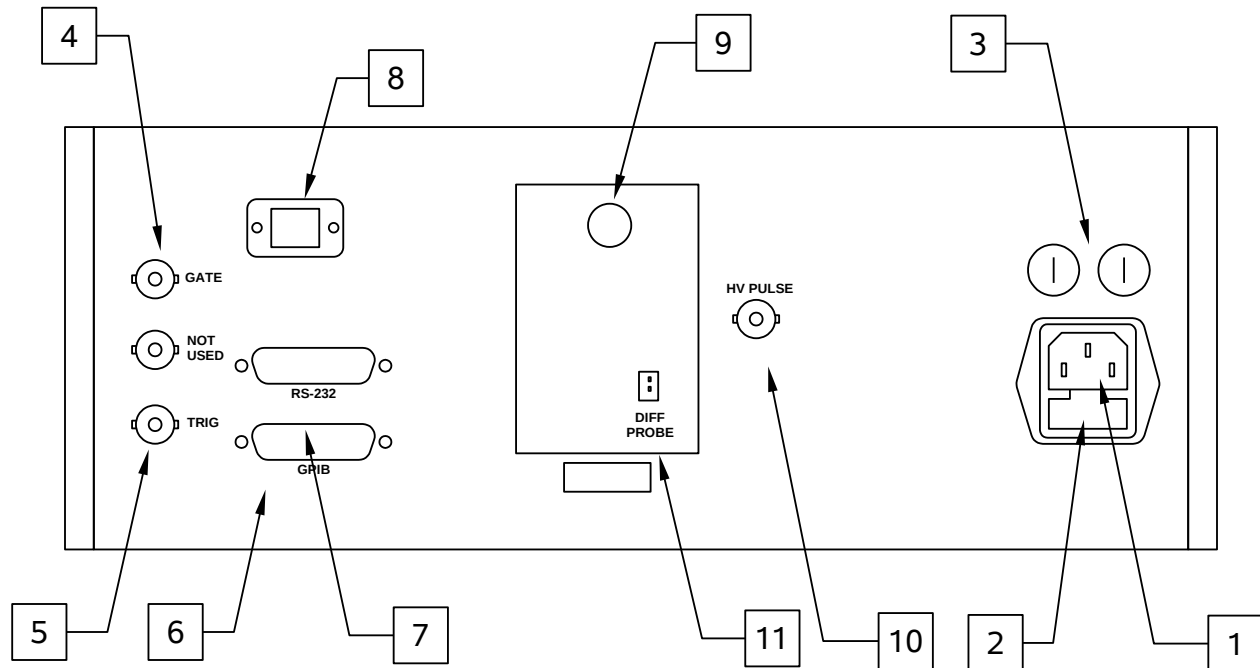 4
9
3
8
GATE
HV PULSE
NOT
USED
RS-232
TRIG
DIFF
PROBE
GPIB
5
6
7
11
10
2
1